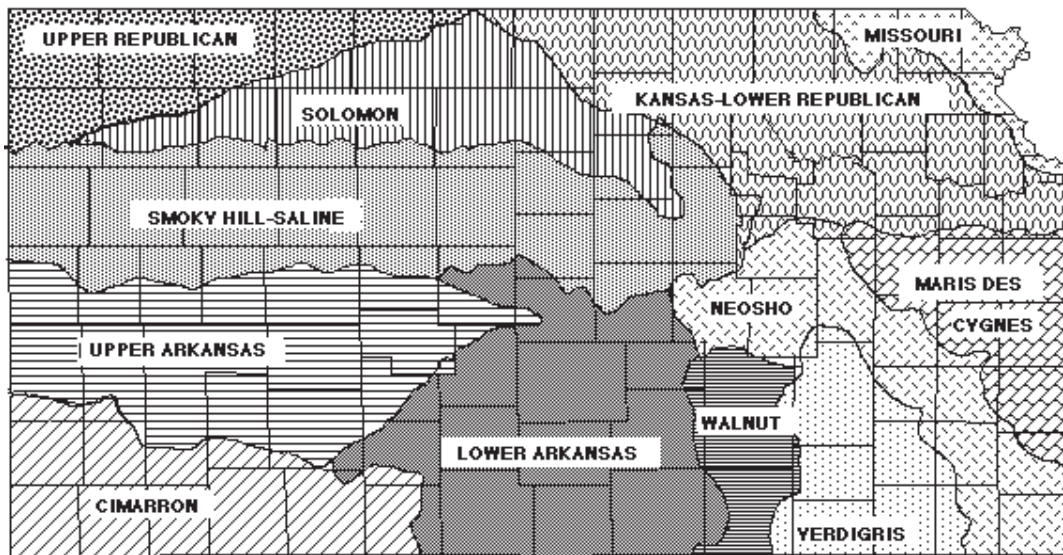 UPPER REPUBLICAN
MISSOURI
KANSAS-LOWER REPUBLICAN
SOLOMON
SMOKY HILL-SALINE
MARIS DES
CYGNES
NEOSHO
UPPER ARKANSAS
WALNUT
LOWER ARKANSAS
CIMARRON
VERDIGRIS